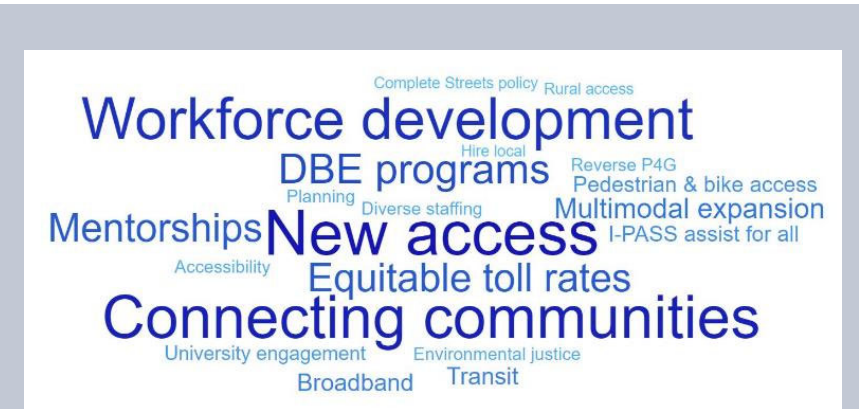 Complete Streets policy
Rural access
Workforce development
Hire local
DBE programs
Reverse P4G
Pedestrian & bike access
Planning
Diverse staffing
Multimodal expansion
Mentorships
New access
I-PASS assist for all
Accessibility
Equitable toll rates
Connecting communities
University engagement
Environmental justice
Broadband
Transit